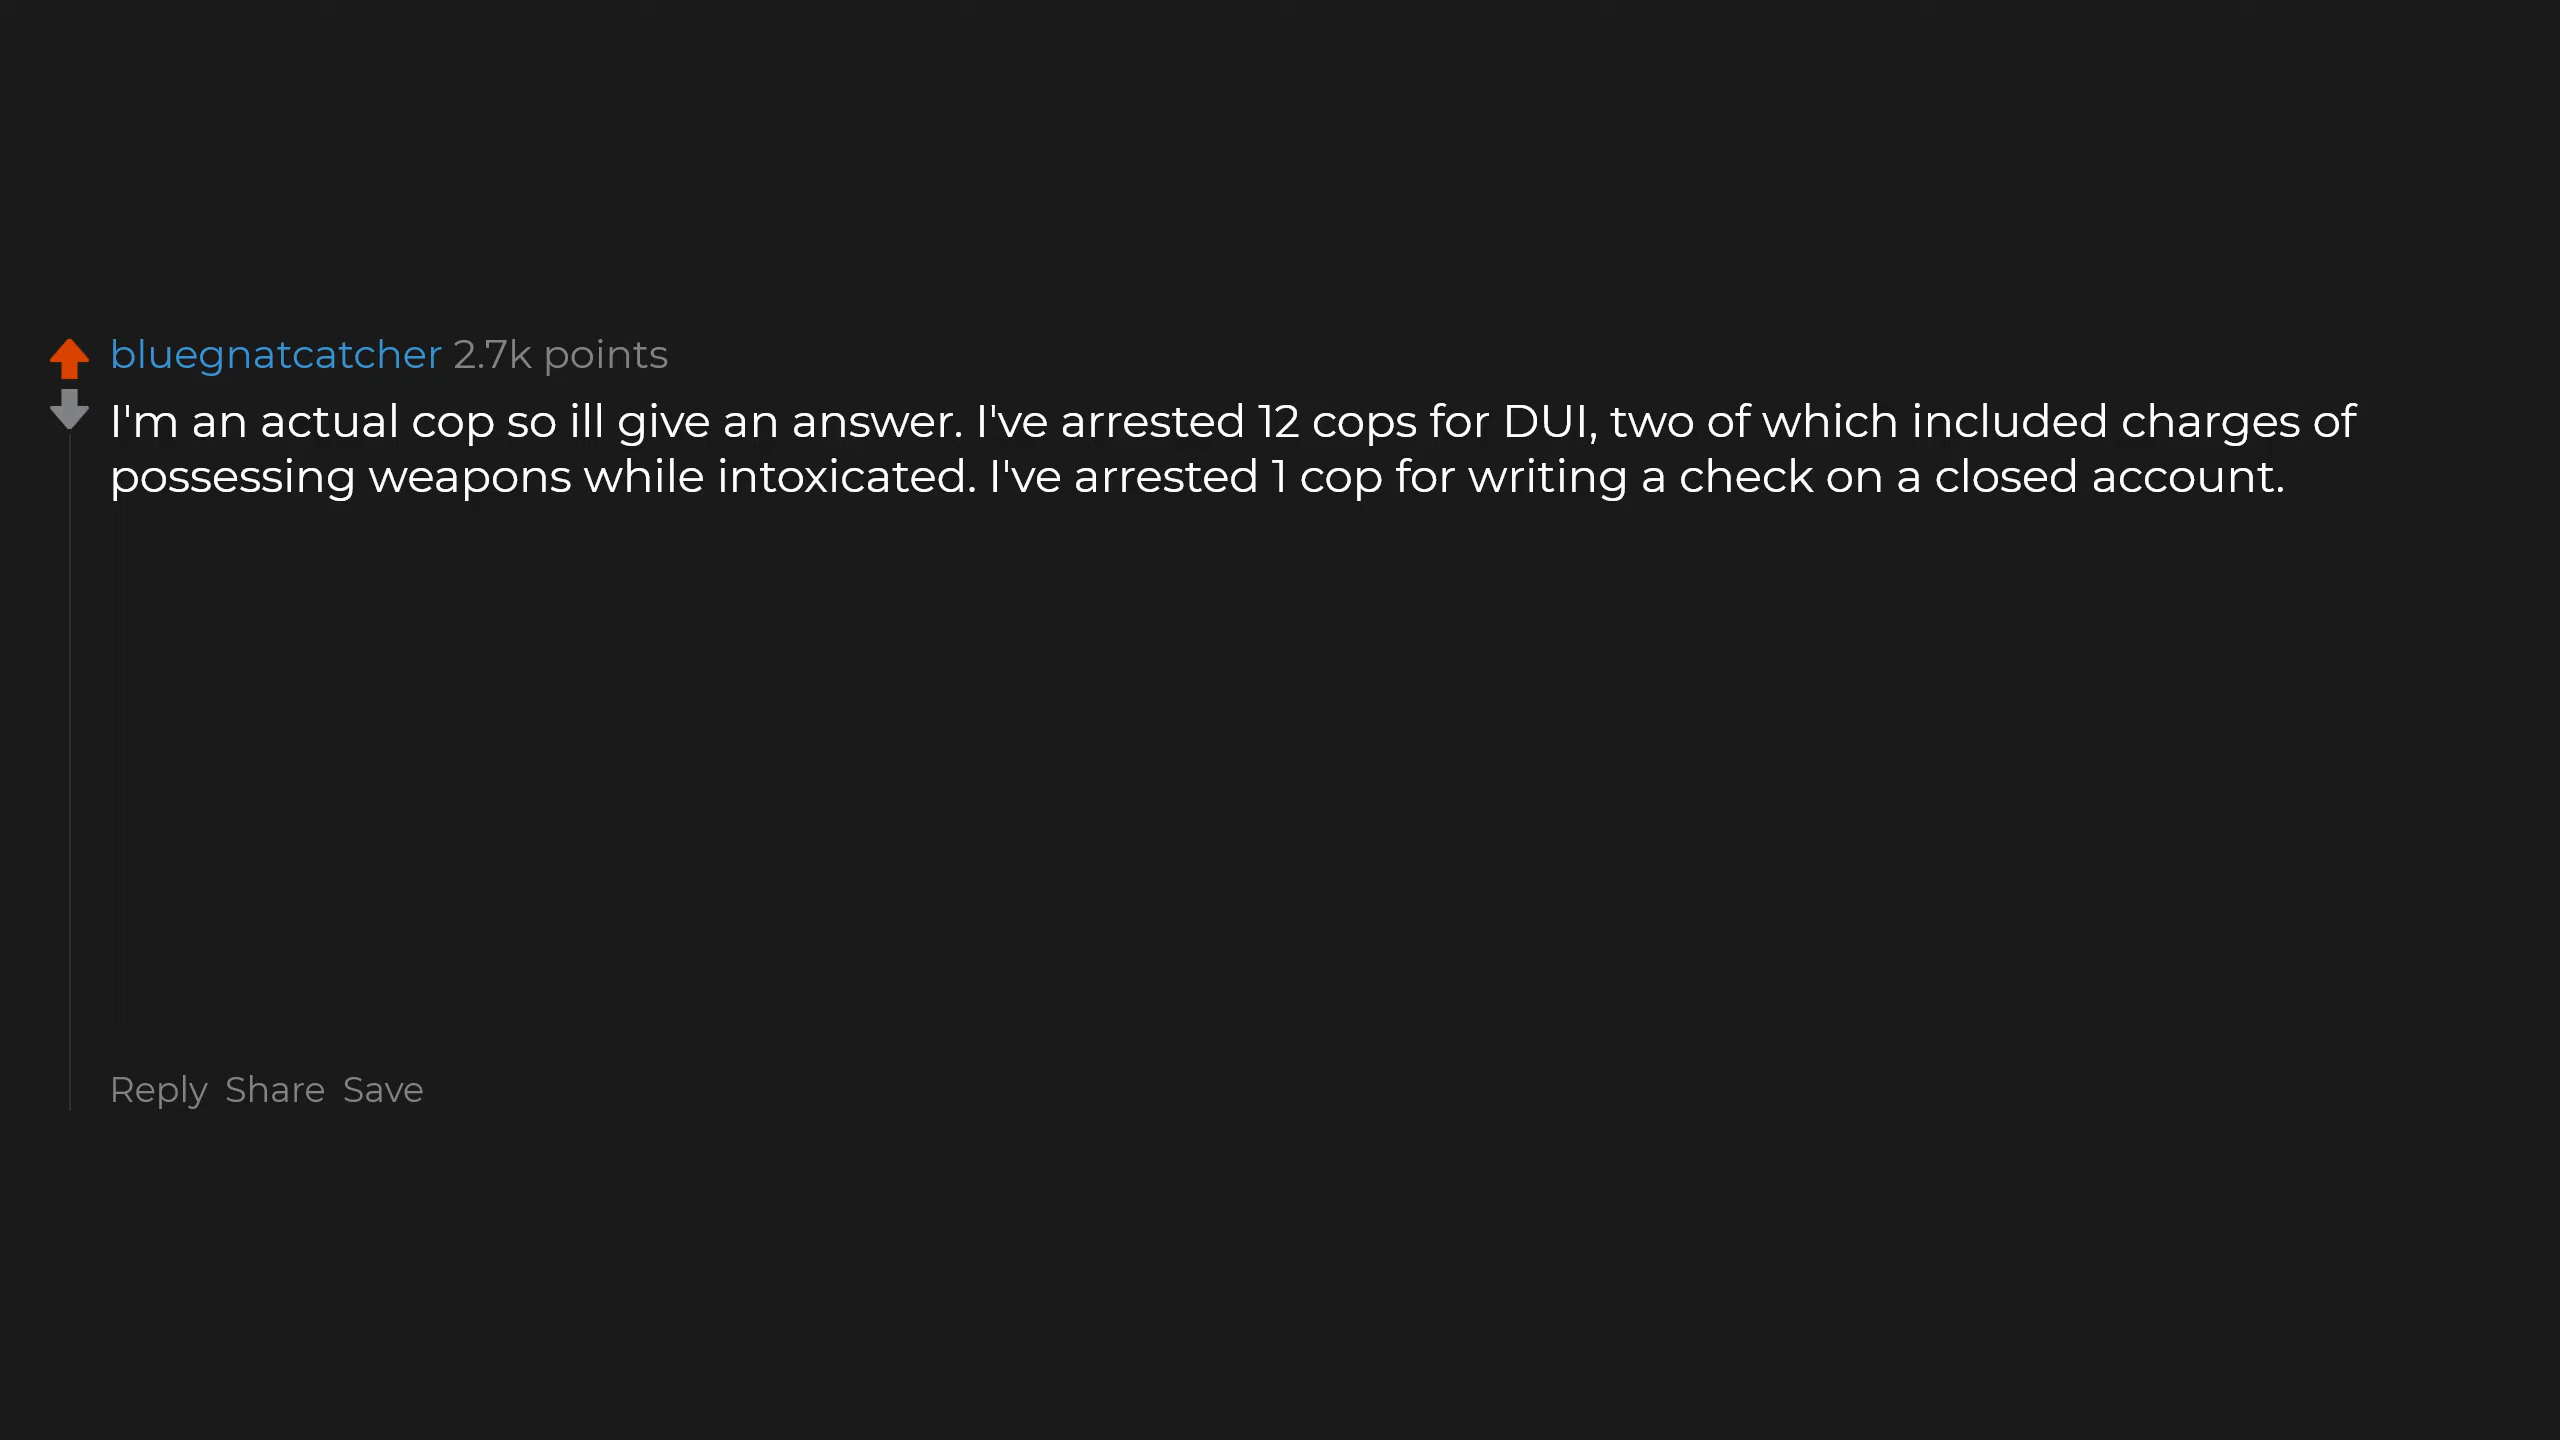 bluegnatcatcher 2.7k points
I'm an actual cop so ill give an answer. I've arrested 12 cops for DUI, two of which included charges of
possessing weapons while intoxicated. I've arrested 1 cop for writing a check on a closed account.
Reply Share Save